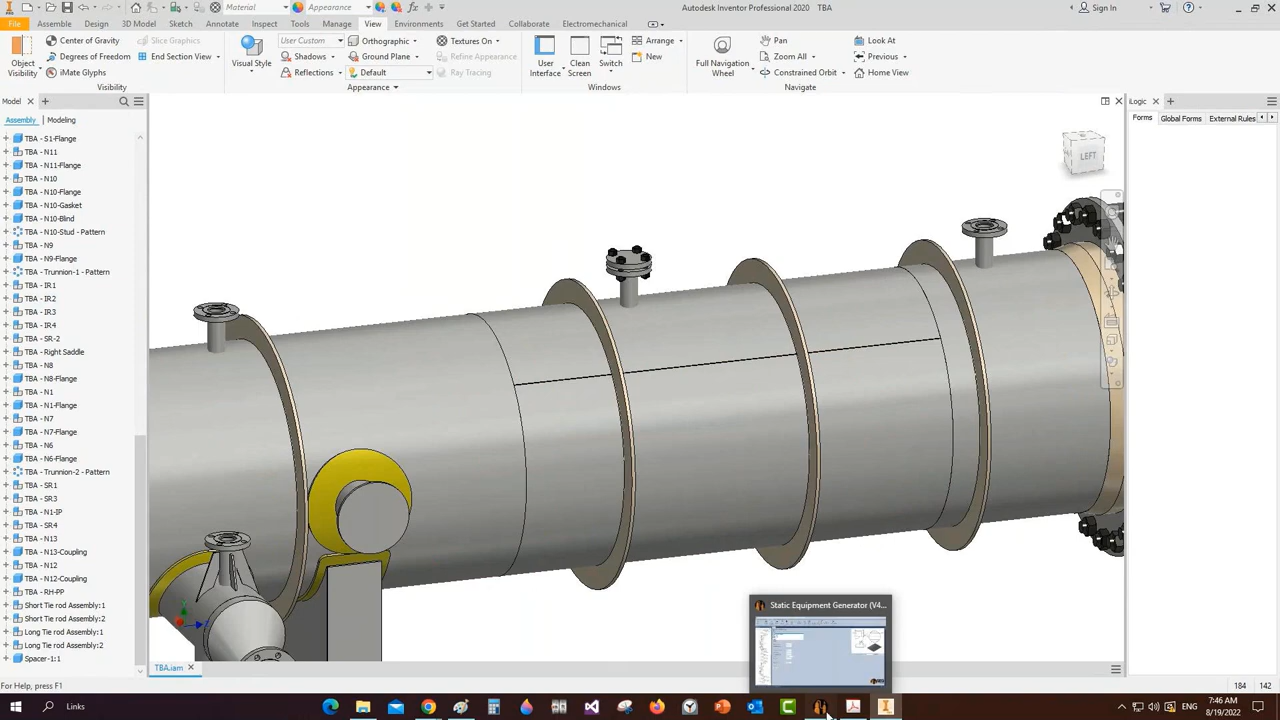 Material
Appearance
Autodesk Inventor Professional 2020
TBA
Sign In
File
Assemble
Design
3D Model
Sketch
Annotate
Inspect
Tools
Manage
View
Environments
Get Started
Collaborate
Electromechanical
Object
Visibility
Center of Gravity
Degrees of Freedom
iMate Glyphs
Slice Graphics
End Section View
Visibility
Visual Style
User Custom
Shadows
Reflections
Orthographic
Ground Plane
Default
Textures On
Refine Appearance
Ray Tracing
Appearance
User
Interface
Clean
Screen
Switch
Arrange
New
Windows
Full Navigation
Wheel
Pan
Zoom All
Constrained Orbit
Look At
Previous
Home View
Navigate
Model
Assembly
Modeling
TBA - S1-Flange
TBA - N11
TBA - N11-Flange
TBA - N10
TBA - N10-Flange
TBA - N10-Gasket
TBA - N10-Blind
TBA - N10-Stud - Pattern
TBA - N9
TBA - N9-Flange
TBA - Trunnion-1 - Pattern
TBA - IR1
TBA - IR2
TBA - IR3
TBA - IR4
TBA - SR-2
TBA - Right Saddle
TBA - N8
TBA - N8-Flange
TBA - N1
TBA - N1-Flange
TBA - N7
TBA - N7-Flange
TBA - N6
TBA - N6-Flange
TBA - Trunnion-2 - Pattern
TBA - SR1
TBA - SR3
TBA - N1-IP
TBA - SR4
TBA - N13
TBA - N13-Coupling
TBA - N12
TBA - N12-Coupling
TBA - RH-PP
Short Tie rod Assembly:1
Short Tie rod Assembly:2
Long Tie rod Assembly:1
Long Tie rod Assembly:2
Spacer-1:1
LEFT
iLogic
Forms
Global Forms
External Rules
Static Equipment Generator (V4...
TBA.iam
For Help, press F1
184
142
Links
7:46 AM
8/19/2022